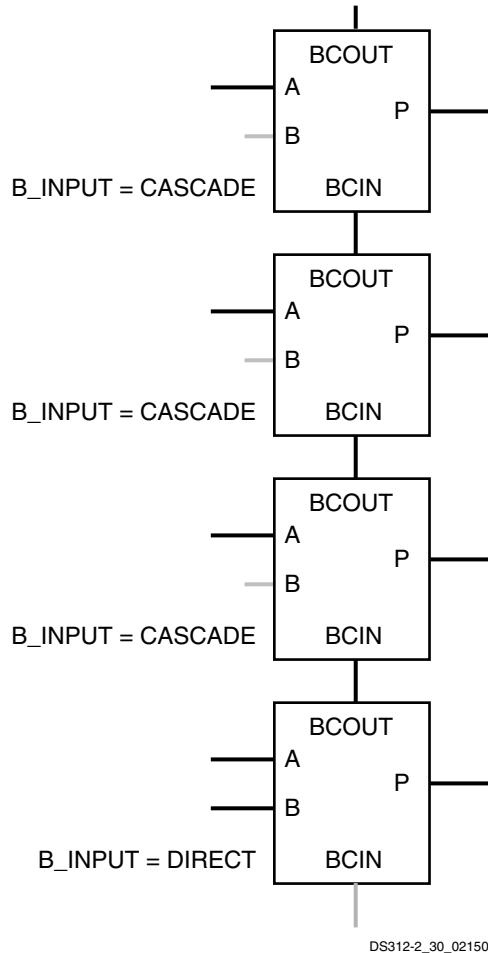 BCOUT
A
P
B
B_INPUT = CASCADE
BCIN
BCOUT
A
P
B
B_INPUT = CASCADE
BCIN
BCOUT
A
P
B
B_INPUT = CASCADE
BCIN
BCOUT
A
P
B
B_INPUT = DIRECT
BCIN
DS312-2_30_02150